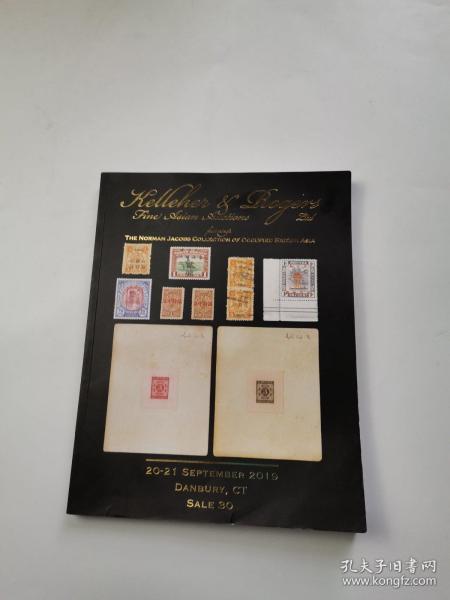 Kelleher & Rogers
Fine Asian Auctions Ltd
The Norman Jacobs Collection of Occupied British Asia
20-21 September 2019
Danbury, CT
Sale 30
孔夫子旧书网
www.kongfz.com